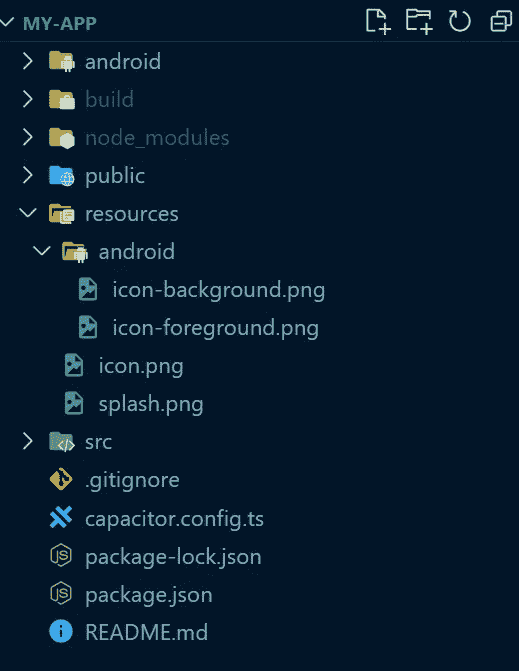 MY-APP
android
build
node_modules
public
resources
android
icon-background.png
icon-foreground.png
icon.png
splash.png
src
.gitignore
capacitor.config.ts
package-lock.json
package.json
README.md